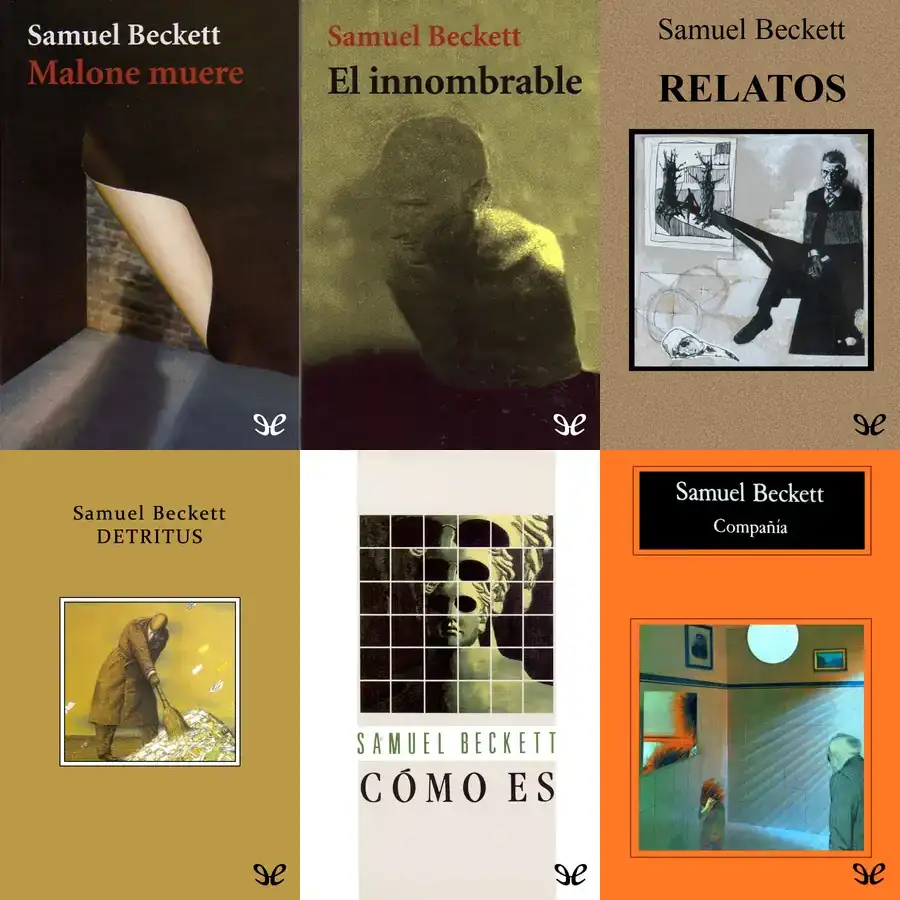 Samuel Beckett
Malone muere
Samuel Beckett
El innombrable
Samuel Beckett
RELATOS
Samuel Beckett
DETRITUS
SAMUEL BECKETT
CÓMO ES
Samuel Beckett
Compañía